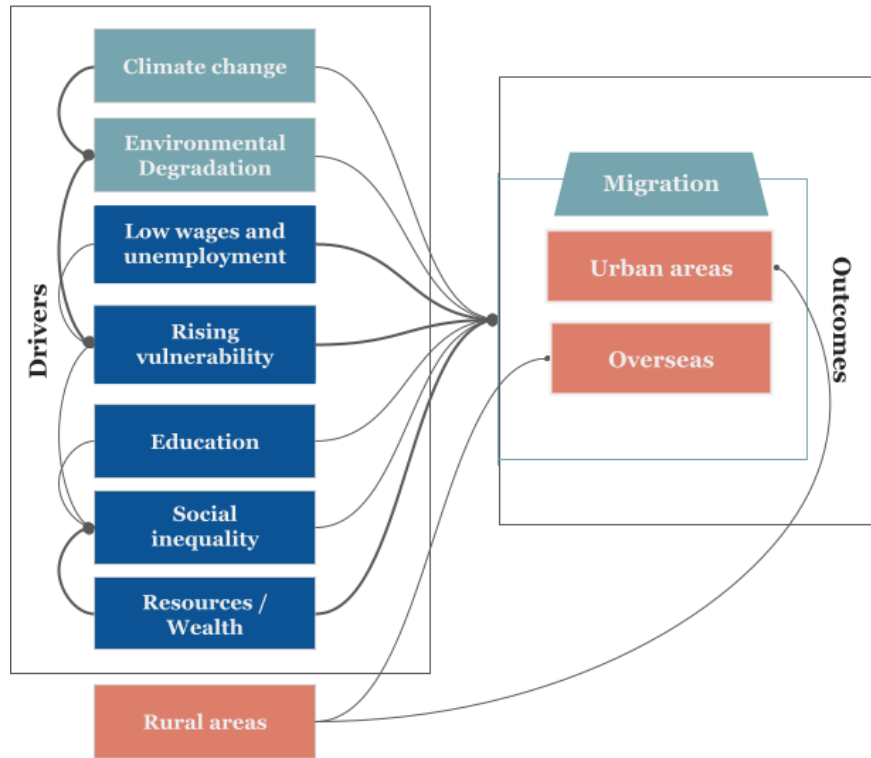 Drivers
Climate change
Environmental
Degradation
Low wages and
unemployment
Rising
vulnerability
Education
Social
inequality
Resources /
Wealth
Rural areas
Migration
Urban areas
Overseas
Outcomes